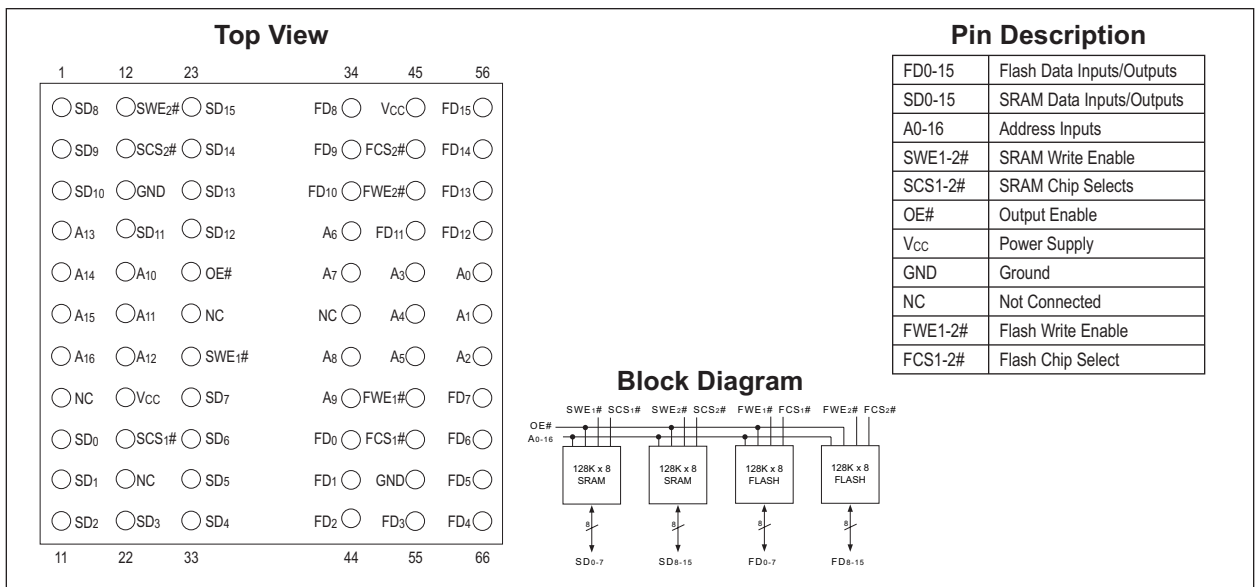 Top View
1 12 23 34 45 56
SD8 SWE2# SD15 FD8 VCC FD15
SD9 SCS2# SD14 FD9 FCS2# FD14
SD10 GND SD13 FD10 FWE2# FD13
A13 SD11 SD12 A6 FD11 FD12
A14 A10 OE# A7 A3 A0
A15 A11 NC NC A4 A1
A16 A12 SWE1# A8 A5 A2
NC VCC SD7 A9 FWE1# FD7
SD0 SCS1# SD6 FD0 FCS1# FD6
SD1 NC SD5 FD1 GND FD5
SD2 SD3 SD4 FD2 FD3 FD4
11 22 33 44 55 66
Pin Description
FD0-15 Flash Data Inputs/Outputs
SD0-15 SRAM Data Inputs/Outputs
A0-16 Address Inputs
SWE1-2# SRAM Write Enable
SCS1-2# SRAM Chip Selects
OE# Output Enable
VCC Power Supply
GND Ground
NC Not Connected
FWE1-2# Flash Write Enable
FCS1-2# Flash Chip Select
Block Diagram
SWE1# SCS1# SWE2# SCS2# FWE1# FCS1# FWE2# FCS2#
OE#
A0-16
128K x 8 128K x 8 128K x 8 128K x 8
SRAM SRAM FLASH FLASH
8 8 8 8
SD0-7 SD8-15 FD0-7 FD8-15